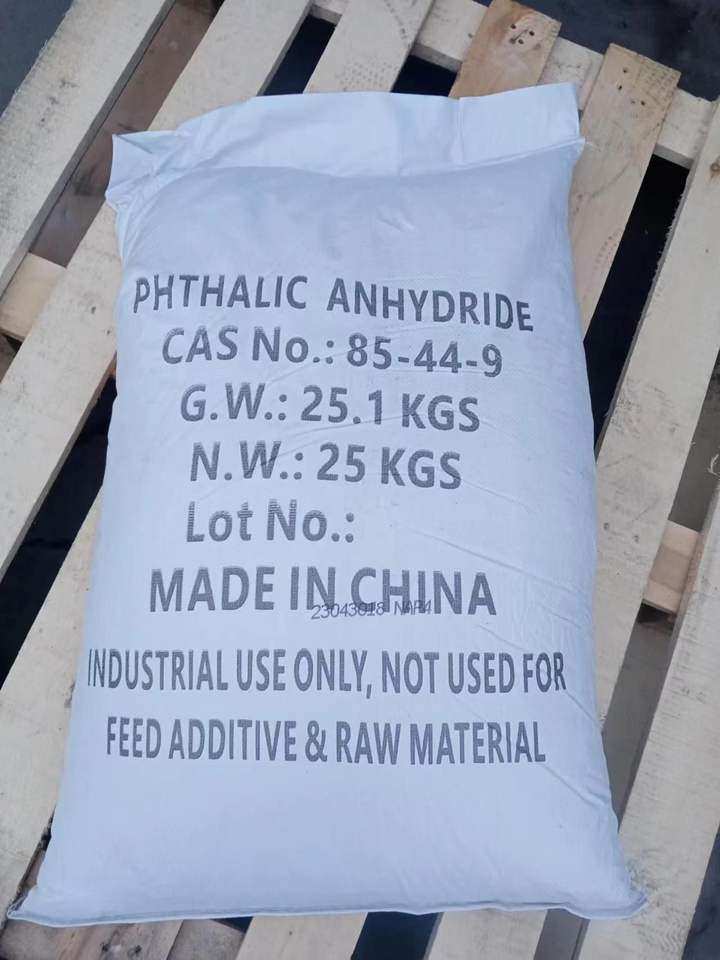 PHTHALIC ANHYDRIDE
CAS No.: 85-44-9
G.W.: 25.1 KGS
N.W.: 25 KGS
Lot No.:
MADE IN CHINA
INDUSTRIAL USE ONLY, NOT USED FOR
FEED ADDITIVE & RAW MATERIAL